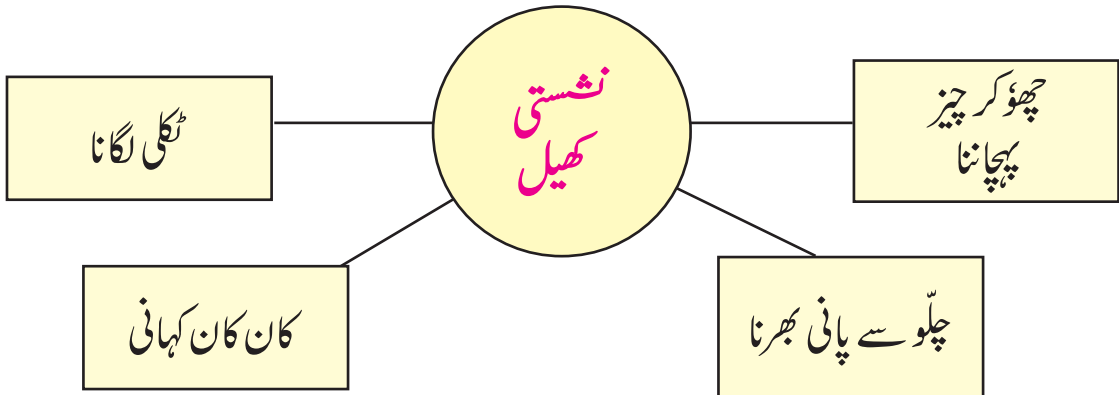 نشستی
کھیل
چھوٗ کر چیز
پہچاننا
ٹکلی لگانا
چلّو سے پانی بھرنا
کان کان کہانی